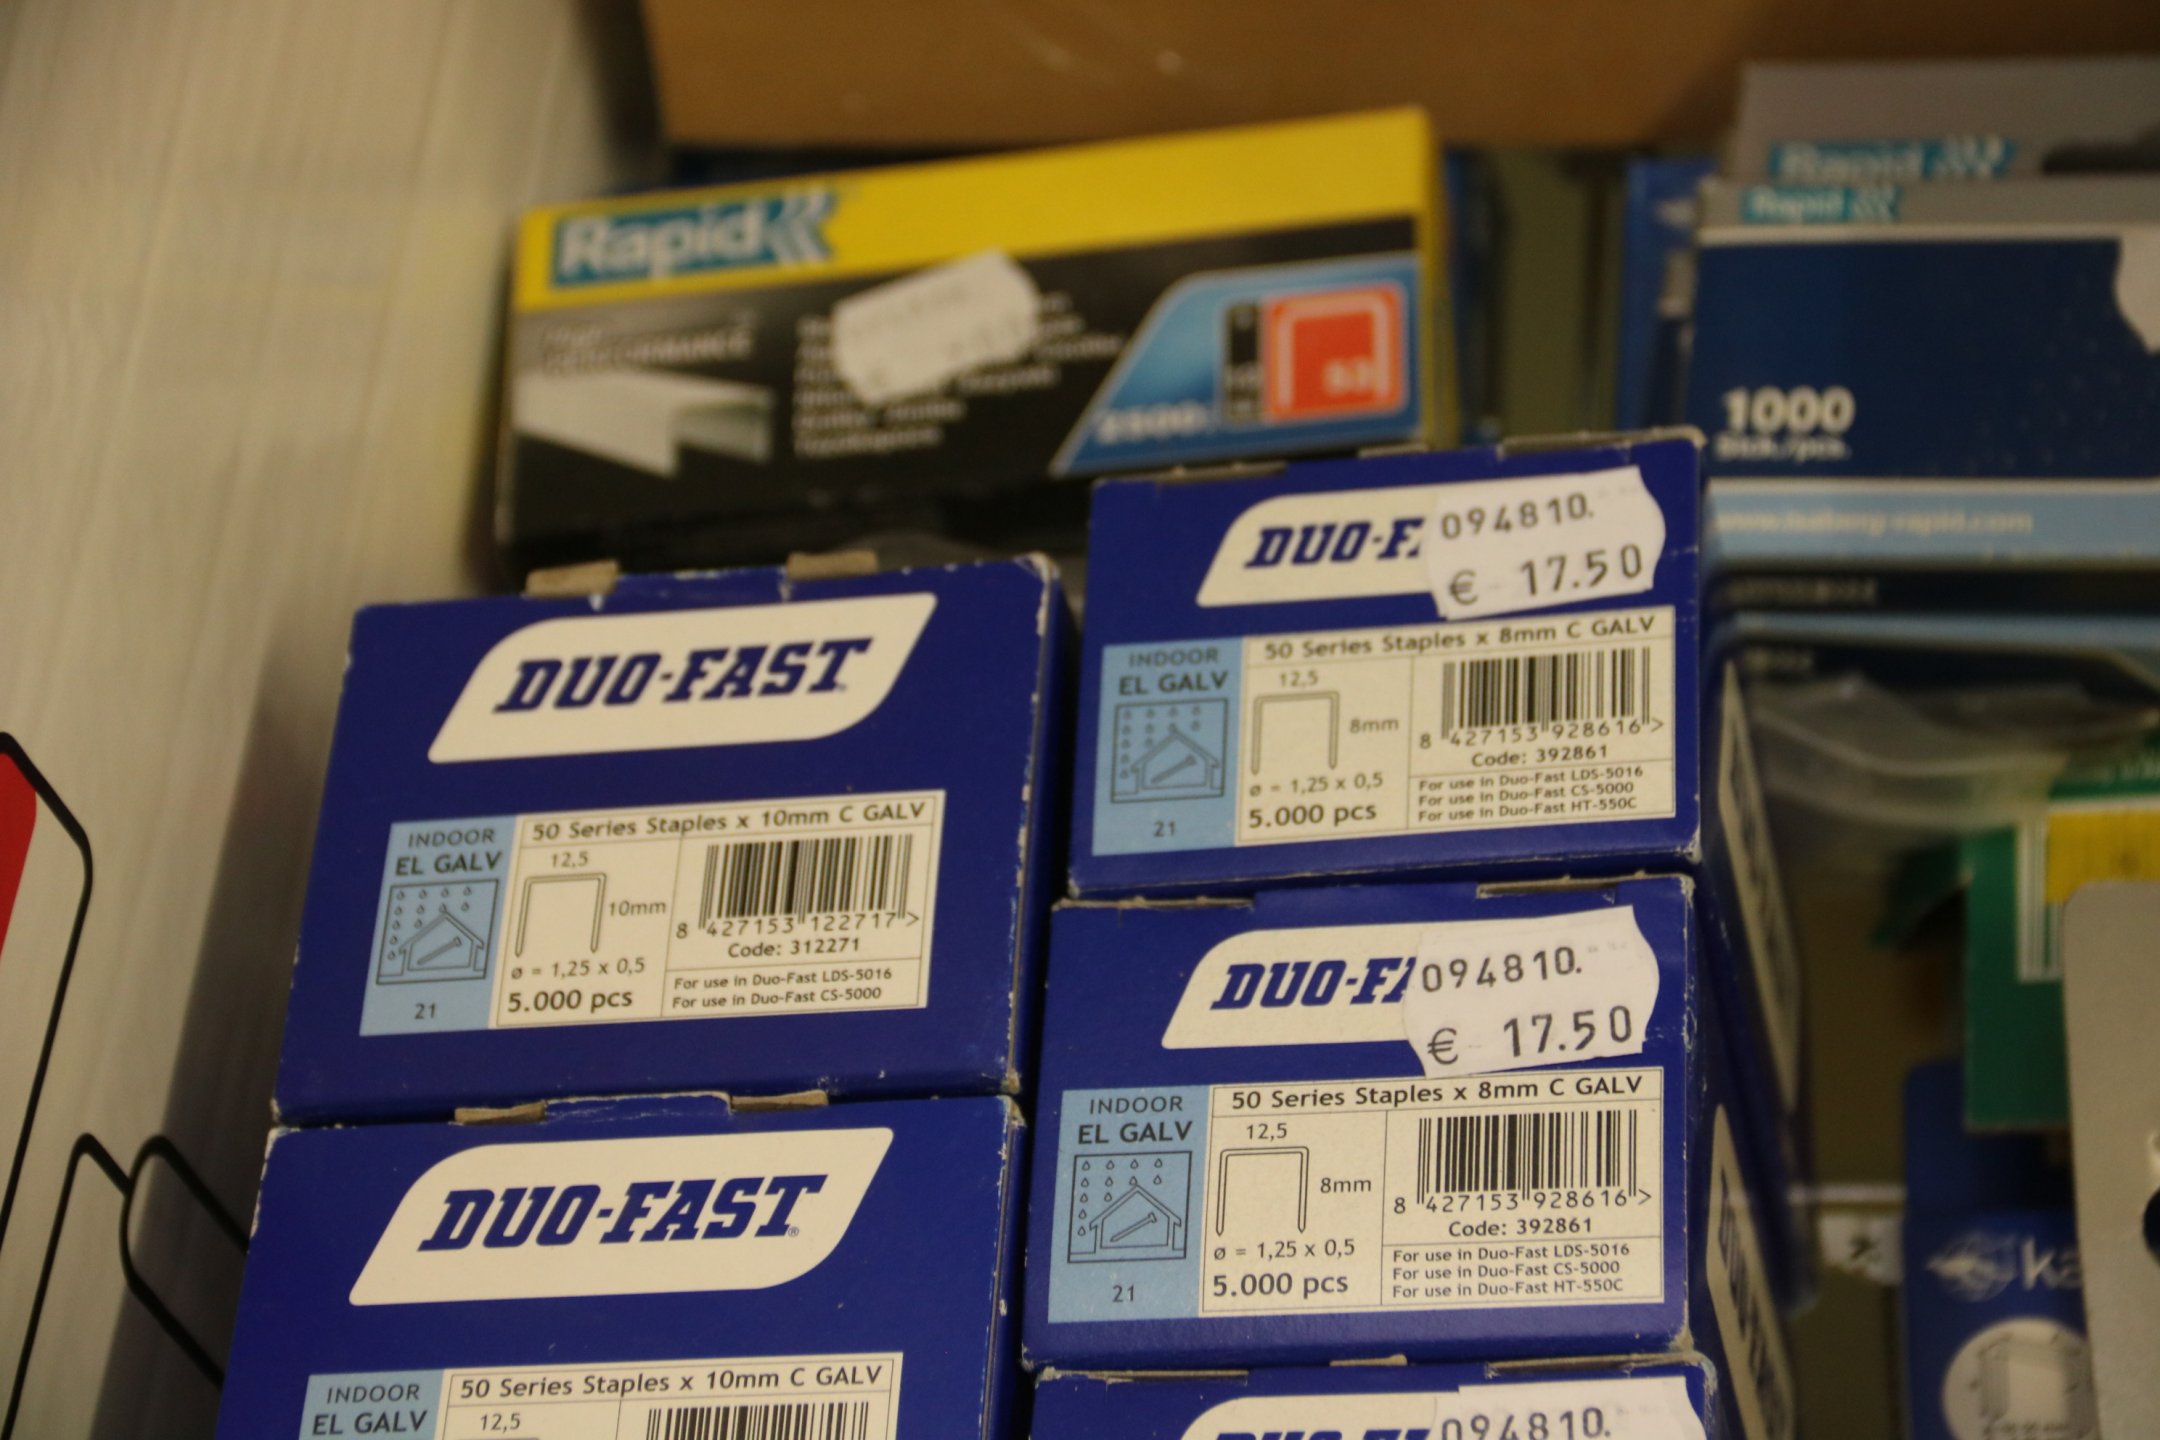 Rapid
PERFORMANCE
2500
53
Rapid
Rapid
1000
Stuk./pcs.
DUO-F
094810.
€ 17.50
50 Series Staples x 8mm C GALV
INDOOR
EL GALV
21
12,5
8mm
ø = 1,25 x 0,5
5.000 pcs
8 427153 928616 >
Code: 392861
For use in Duo-Fast LDS-5016
For use in Duo-Fast CS-5000
For use in Duo-Fast HT-550C
DUO-FAST
50 Series Staples x 10mm C GALV
INDOOR
EL GALV
21
12,5
10mm
ø = 1,25 x 0,5
5.000 pcs
8 427153 122717 >
Code: 312271
For use in Duo-Fast LDS-5016
For use in Duo-Fast CS-5000
DUO-FA
094810.
€ 17.50
50 Series Staples x 8mm C GALV
INDOOR
EL GALV
21
12,5
8mm
ø = 1,25 x 0,5
5.000 pcs
8 427153 928616 >
Code: 392861
For use in Duo-Fast LDS-5016
For use in Duo-Fast CS-5000
For use in Duo-Fast HT-550C
DUO-FAST®
50 Series Staples x 10mm C GALV
INDOOR
EL GALV
12,5
094810.